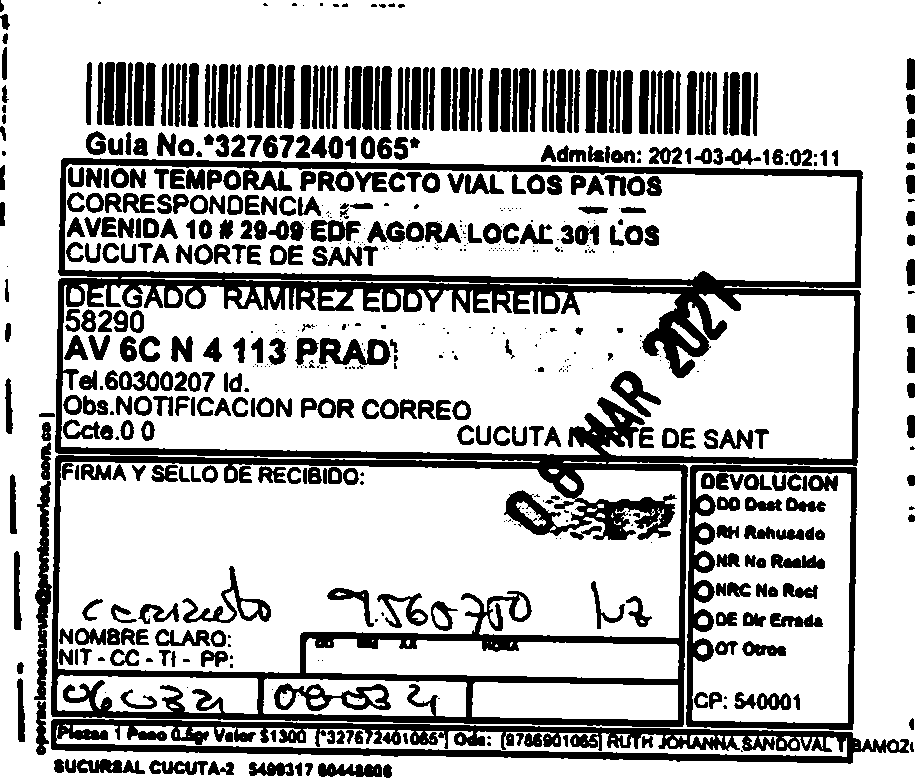 Guia No.*327672401065*
Admision: 2021-03-04-16:02:11
UNION TEMPORAL PROYECTO VIAL LOS PATIOS
CORRESPONDENCIA
AVENIDA 10 # 29-09 EDF AGORA LOCAL 301 LOS
CUCUTA NORTE DE SANT
DELGADO RAMIREZ EDDY NEREIDA
58290
AV 6C N 4 113 PRAD
Tel.60300207 Id.
Obs.NOTIFICACION POR CORREO
Ccte.0 0
CUCUTA NORTE DE SANT
08 MAR 2021
FIRMA Y SELLO DE RECIBIDO:
DEVOLUCION
DD Dest Desc
RH Rehusado
NR No Reside
NRC No Recl
DE Dir Errada
OT Otros
9.560750
NOMBRE CLARO:
NIT - CC - TI - PP:
HORA
060321
080321
CP: 540001
Piezas 1 Peso 0.5gr Valor $1300 [*327672401065*] Ods: [9786901065] RUTH JOHANNA SANDOVAL T
SUCURSAL CUCUTA-2